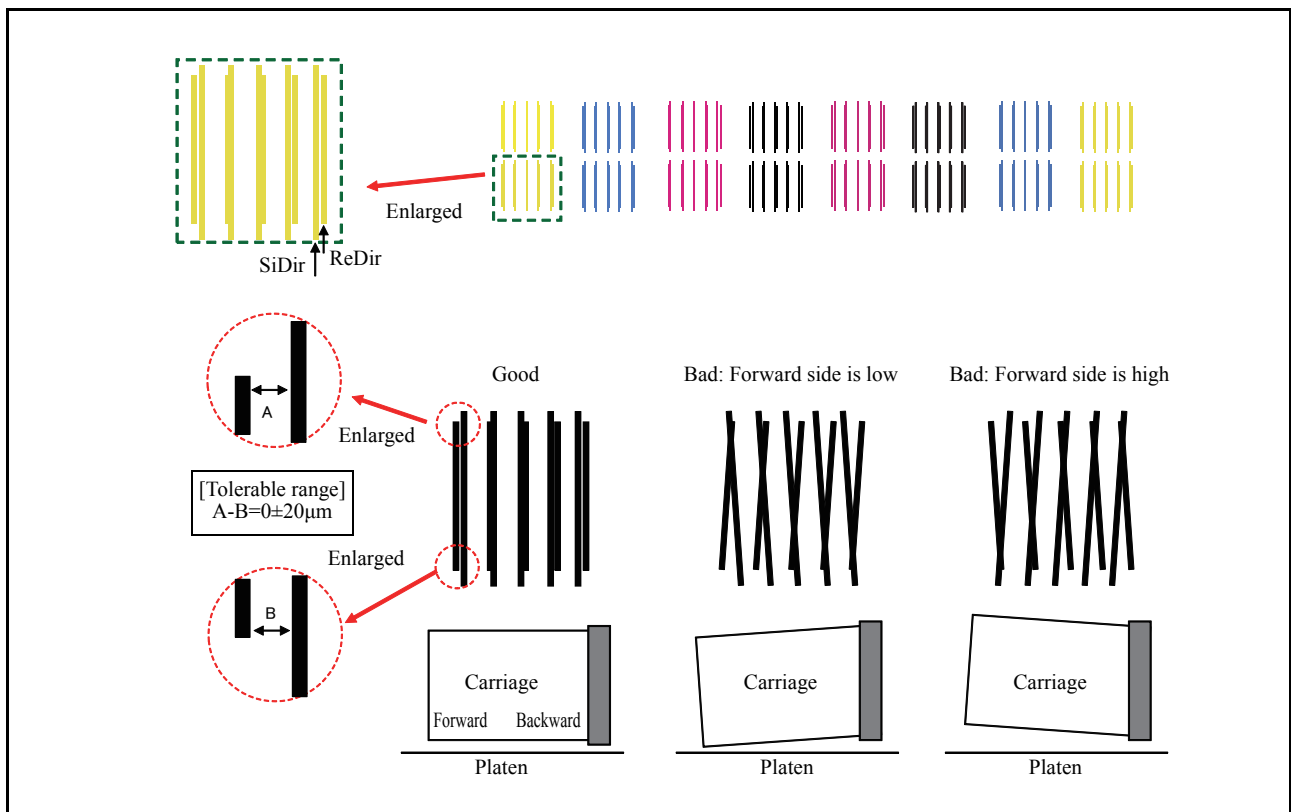 Enlarged
SiDir
ReDir
A
Enlarged
Good
Bad: Forward side is low
Bad: Forward side is high
[Tolerable range]
A-B=0±20μm
Enlarged
B
Carriage
Forward
Backward
Platen
Carriage
Platen
Carriage
Platen